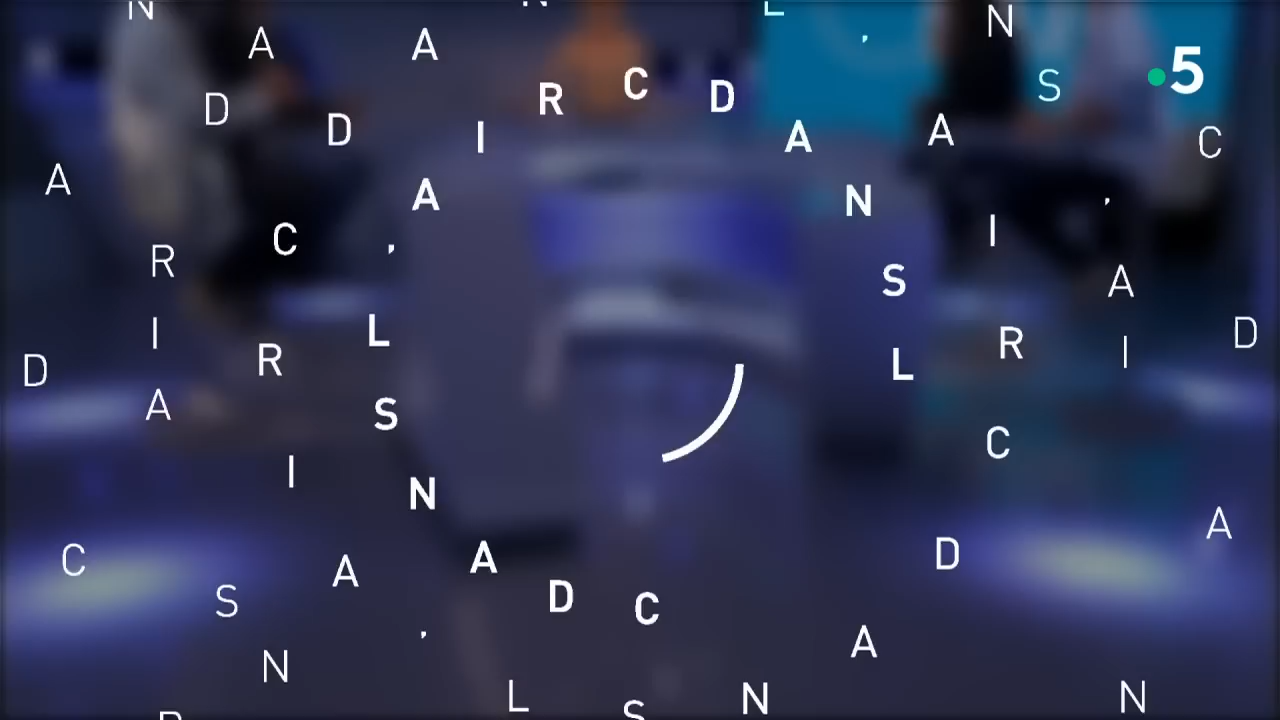 N L N
A A
R C D S 5
D D I A A C
A A N
C I
R S A
I L R L I D
D R
A S C
I N
A
C A A D
S D C
N A
L S N N